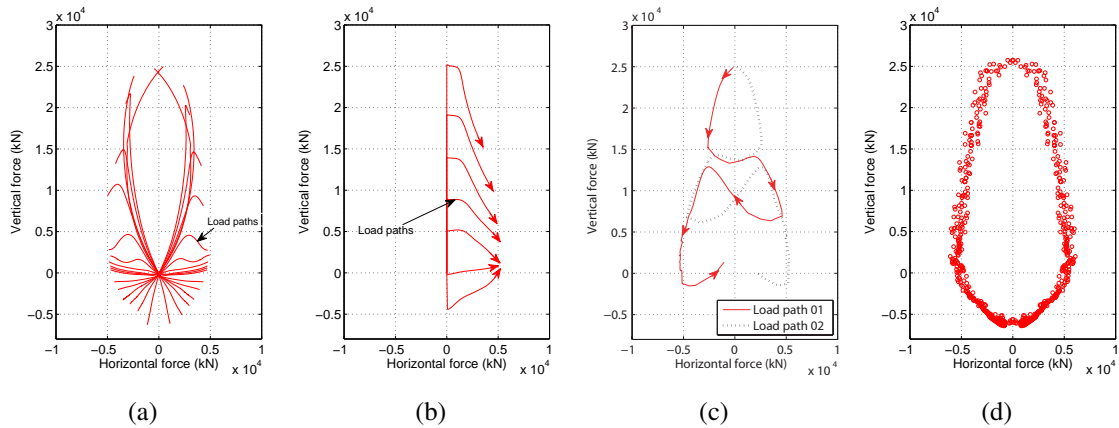 x 10^4
3
2.5
2
1.5
1
0.5
0
−0.5
Vertical force (kN)
Load paths
−1
−0.5
0
0.5
1
Horizontal force (kN)
x 10^4
(a)
x 10^4
3
2.5
2
1.5
1
0.5
0
−0.5
Vertical force (kN)
Load paths
−1
−0.5
0
0.5
1
Horizontal force (kN)
x 10^4
(b)
x 10^4
3
2.5
2
1.5
1
0.5
0
−0.5
Vertical force (kN)
Load path 01
Load path 02
−1
−0.5
0
0.5
1
Horizontal force (kN)
x 10^4
(c)
x 10^4
3
2.5
2
1.5
1
0.5
0
−0.5
Vertical force (kN)
−1
−0.5
0
0.5
1
Horizontal force (kN)
x 10^4
(d)